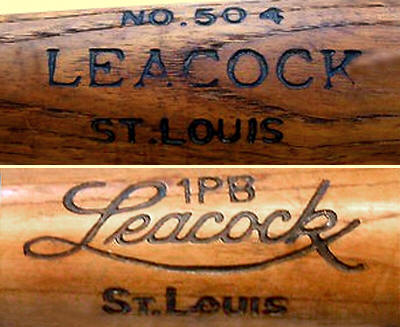 NO.504
LEACOCK
ST.LOUIS
1PB
Leacock
ST.LOUIS